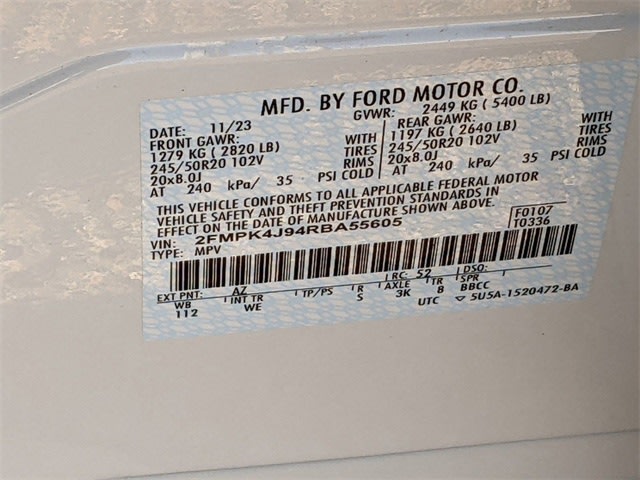 MFD. BY FORD MOTOR CO.
DATE: 11/23 GVWR: 2449 KG ( 5400 LB)
FRONT GAWR: REAR GAWR:
1279 KG ( 2820 LB) WITH 1197 KG ( 2640 LB) WITH
245/50R20 102V TIRES 245/50R20 102V TIRES
20x8.0J RIMS 20x8.0J RIMS
AT 240 kPa/ 35 PSI COLD AT 240 kPa/ 35 PSI COLD
THIS VEHICLE CONFORMS TO ALL APPLICABLE FEDERAL MOTOR
VEHICLE SAFETY AND THEFT PREVENTION STANDARDS IN
EFFECT ON THE DATE OF MANUFACTURE SHOWN ABOVE.
VIN: 2FMPK4J94RBA55605 F0107
TYPE: MPV T0336
EXT PNT: AZ RC: 52 DSO:
WB INT TR TP/PS R AXLE TR SPR
112 WE S 3K 8 BBCC
UTC ▽ 5U5A-1520472-BA